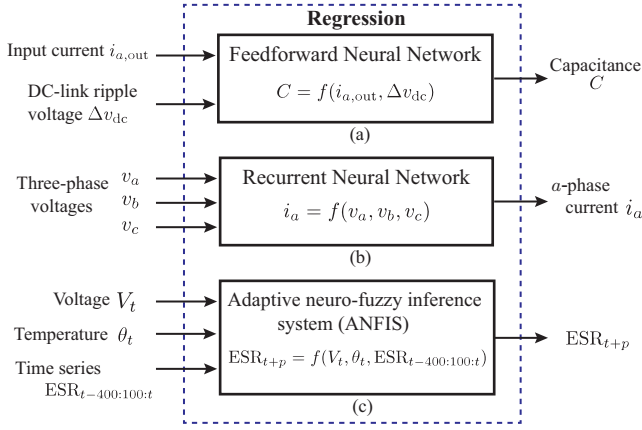 Regression
Input current i_{a,out}
DC-link ripple
voltage Δv_{dc}
Feedforward Neural Network
C = f(i_{a,out}, Δv_{dc})
Capacitance
C
(a)
Three-phase
voltages
v_a
v_b
v_c
Recurrent Neural Network
i_a = f(v_a, v_b, v_c)
a-phase
current i_a
(b)
Voltage V_t
Temperature θ_t
Time series
ESR_{t−400:100:t}
Adaptive neuro-fuzzy inference
system (ANFIS)
ESR_{t+p} = f(V_t, θ_t, ESR_{t−400:100:t})
ESR_{t+p}
(c)